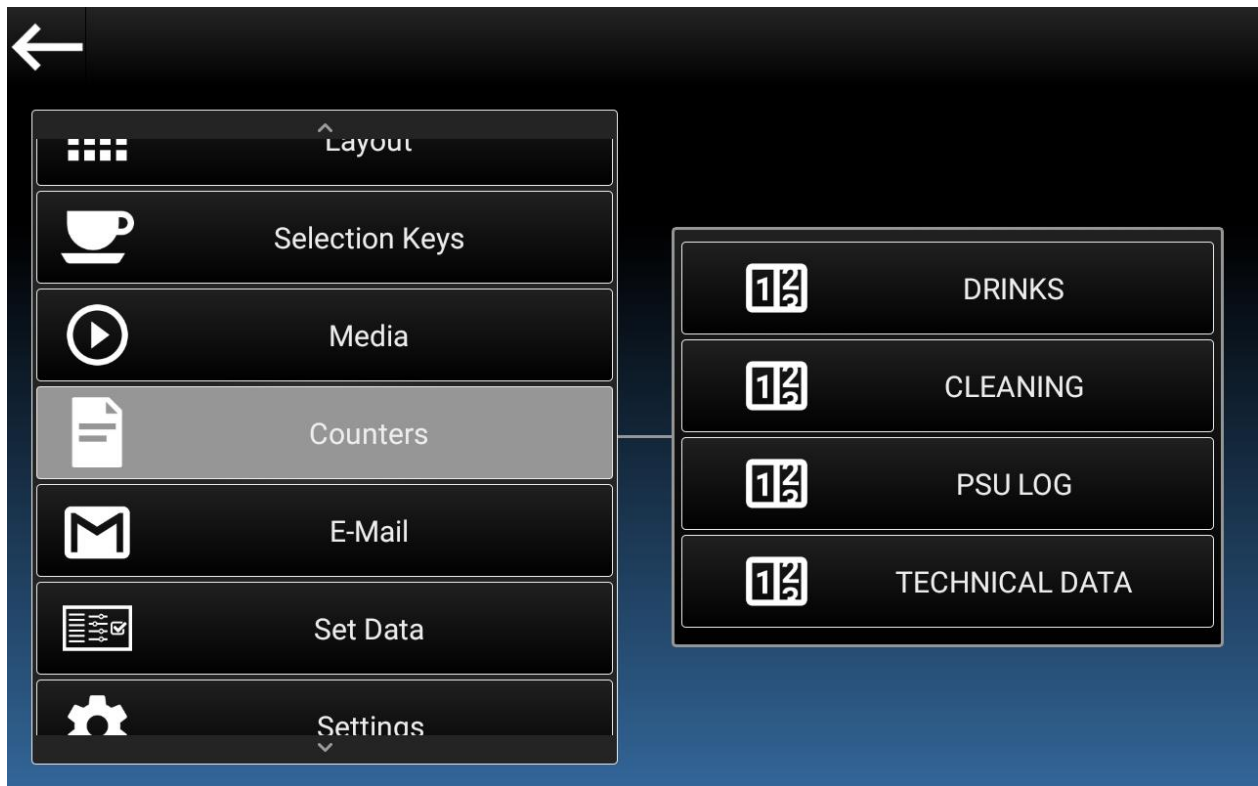 Layout
Selection Keys
Media
Counters
E-Mail
Set Data
Settings
DRINKS
CLEANING
PSU LOG
TECHNICAL DATA